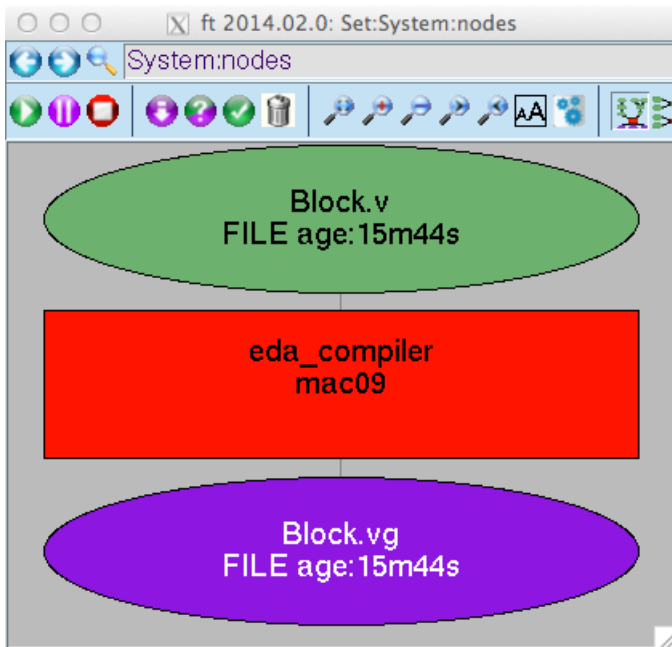 ft 2014.02.0: Set:System:nodes
System:nodes
AA
Block.v
FILE age:15m44s
eda_compiler
mac09
Block.vg
FILE age:15m44s